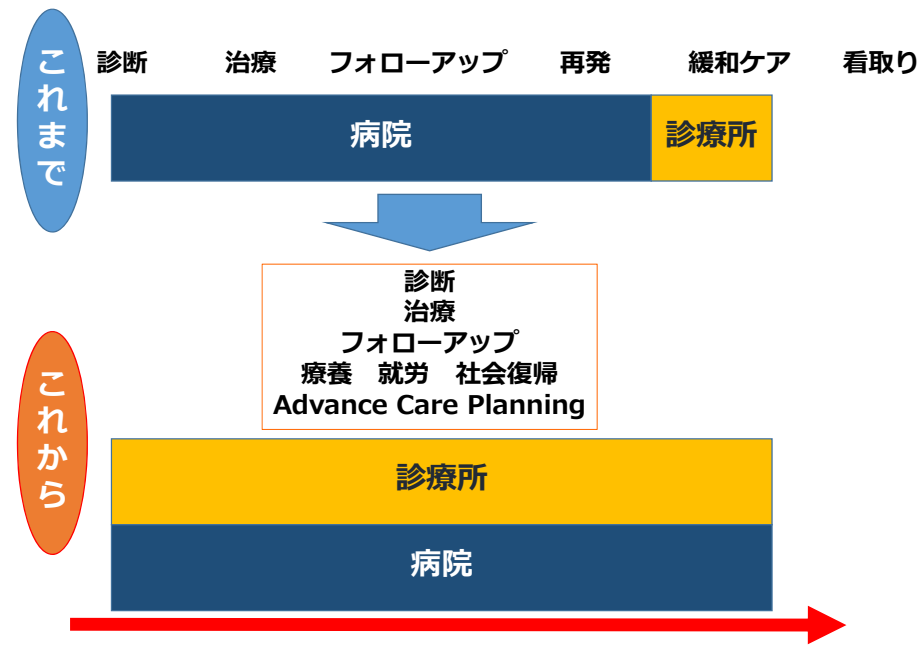 これまで
診断 治療 フォローアップ 再発 緩和ケア 看取り
病院 診療所
診断
治療
フォローアップ
療養 就労 社会復帰
Advance Care Planning
これから
診療所
病院